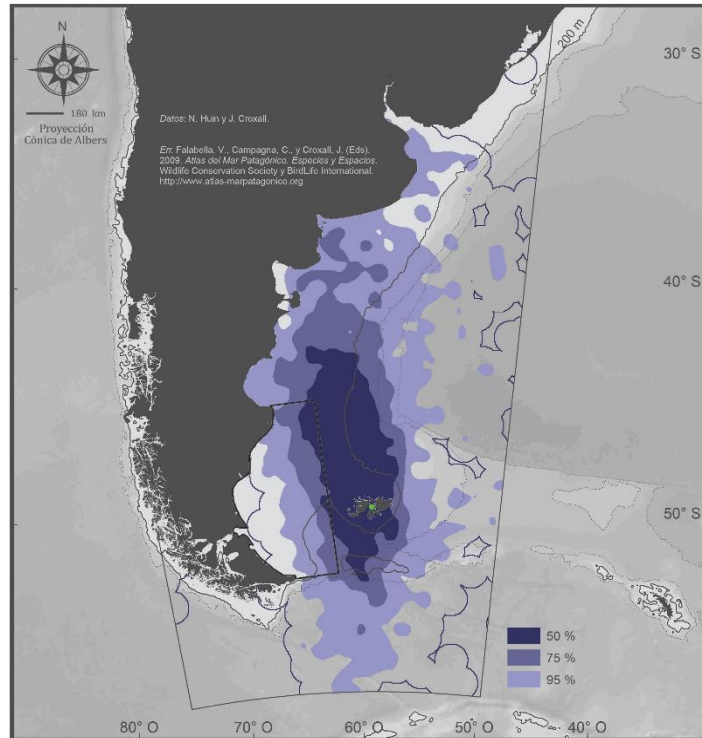 N
180 km
Proyección
Cónica de Albers
Datos: N. Huin y J. Croxall.
En: Falabella, V., Campagna, C., y Croxall, J. (Eds).
2009. Atlas del Mar Patagónico. Especies y Espacios.
Wildlife Conservation Society y BirdLife International.
http://www.atlas-marpatagonico.org
200 m
30° S
40° S
50° S
50 %
75 %
95 %
80° O
70° O
60° O
50° O
40° O